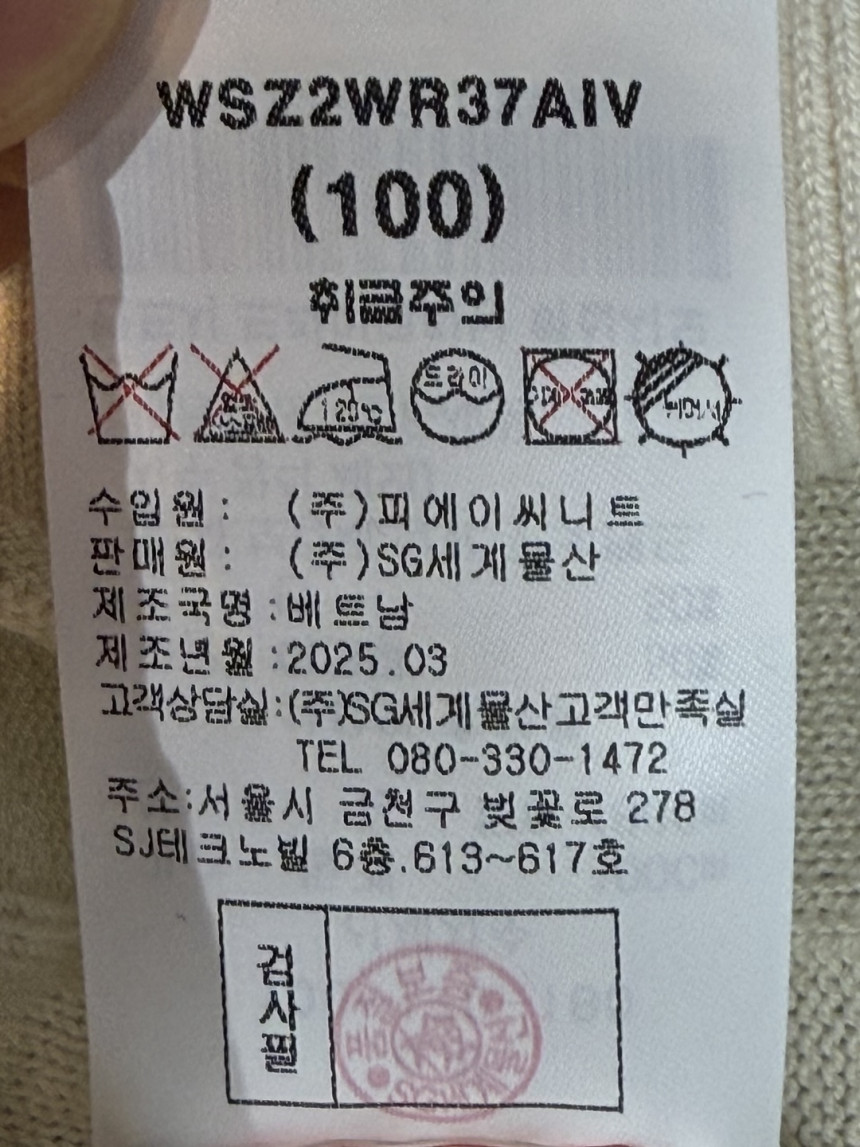 WSZ2WR37AIV
(100)
취급주의
120℃ 드라이
수입원 : (주)피에이씨니트
판매원 : (주)SG세계물산
제조국명 :베트남
제조년월 :2025.03
고객상담실:(주)SG세계물산고객만족실
TEL 080-330-1472
주소:서울시 금천구 벚꽃로 278
SJ테크노빌 6층.613~617호
검사필
품질보증